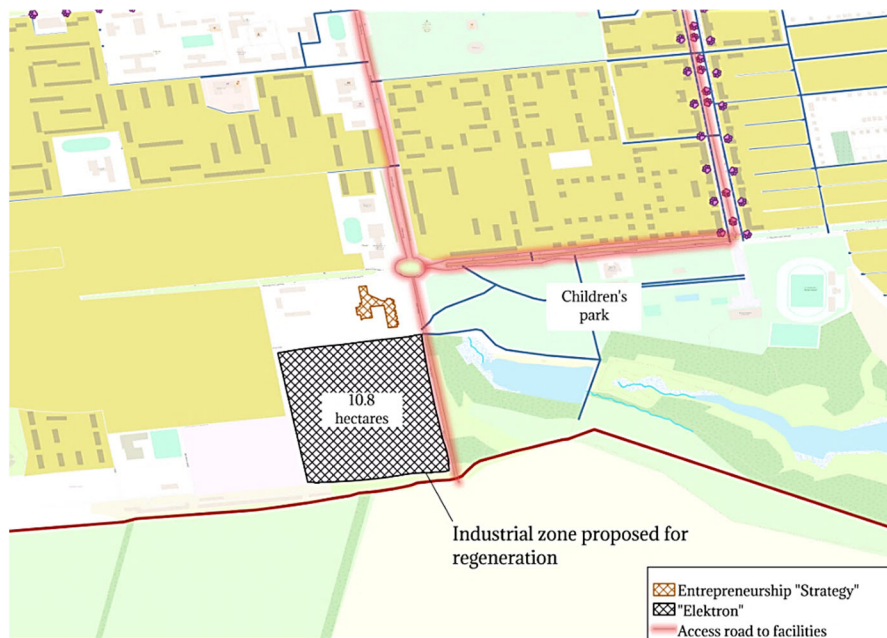 Children's
park
10.8
hectares
Industrial zone proposed for
regeneration
Entrepreneurship "Strategy"
"Elektron"
Access road to facilities